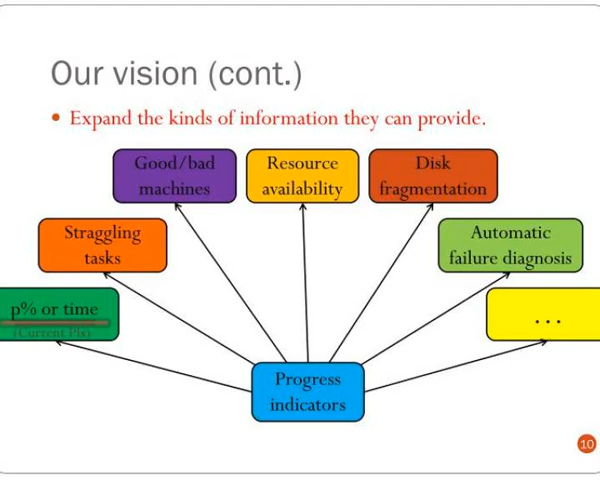 Our vision (cont.)
• Expand the kinds of information they can provide.
Good/bad
machines
Resource
availability
Disk
fragmentation
Straggling
tasks
Automatic
failure diagnosis
p% or time
(Current PIs)
...
Progress
indicators
10